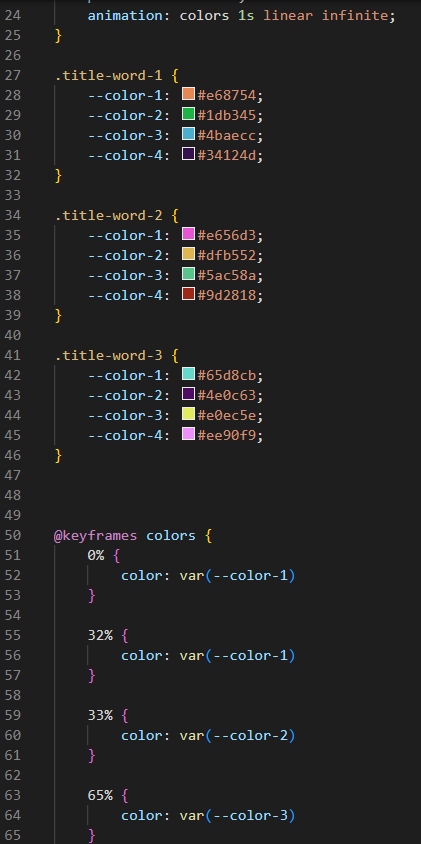 24 animation: colors 1s linear infinite;
25 }
26
27 .title-word-1 {
28 --color-1: #e68754;
29 --color-2: #1db345;
30 --color-3: #4baecc;
31 --color-4: #34124d;
32 }
33
34 .title-word-2 {
35 --color-1: #e656d3;
36 --color-2: #dfb552;
37 --color-3: #5ac58a;
38 --color-4: #9d2818;
39 }
40
41 .title-word-3 {
42 --color-1: #65d8cb;
43 --color-2: #4e0c63;
44 --color-3: #e0ec5e;
45 --color-4: #ee90f9;
46 }
47
48
49
50 @keyframes colors {
51 0% {
52 color: var(--color-1)
53 }
54
55 32% {
56 color: var(--color-1)
57 }
58
59 33% {
60 color: var(--color-2)
61 }
62
63 65% {
64 color: var(--color-3)
65 }